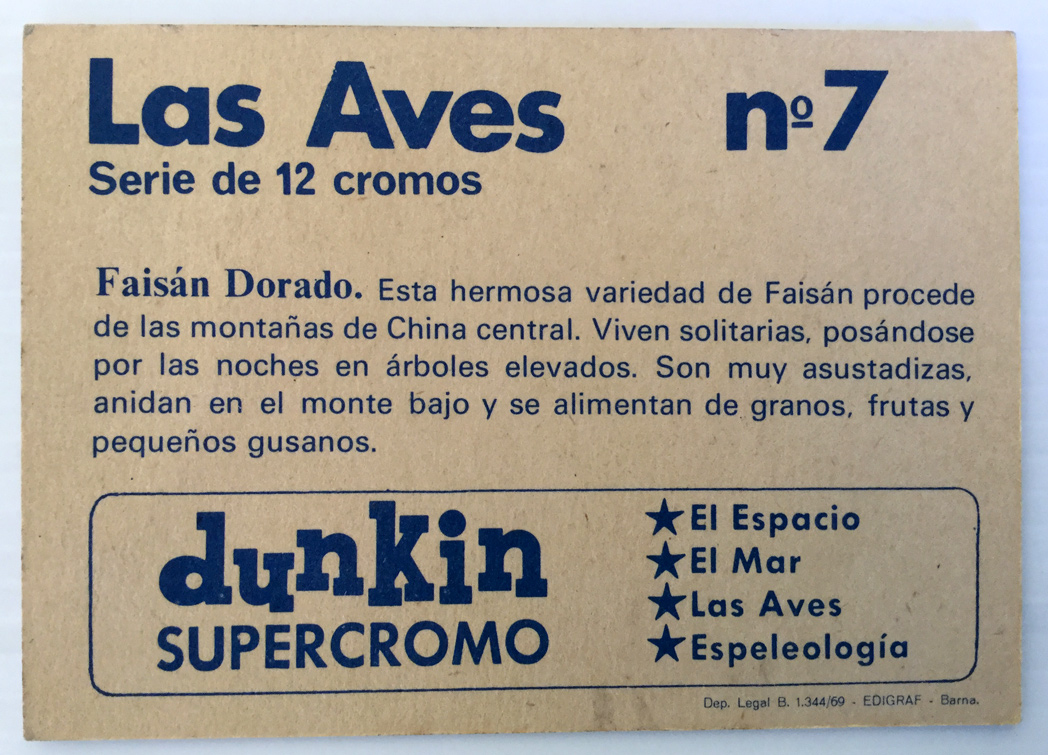 Las Aves nº 7
Serie de 12 cromos
Faisán Dorado. Esta hermosa variedad de Faisán procede
de las montañas de China central. Viven solitarias, posándose
por las noches en árboles elevados. Son muy asustadizas,
anidan en el monte bajo y se alimentan de granos, frutas y
pequeños gusanos.
dunkin
SUPERCROMO
★ El Espacio
★ El Mar
★ Las Aves
★ Espeleología
Dep. Legal B. 1.344/69 - EDIGRAF - Barna.